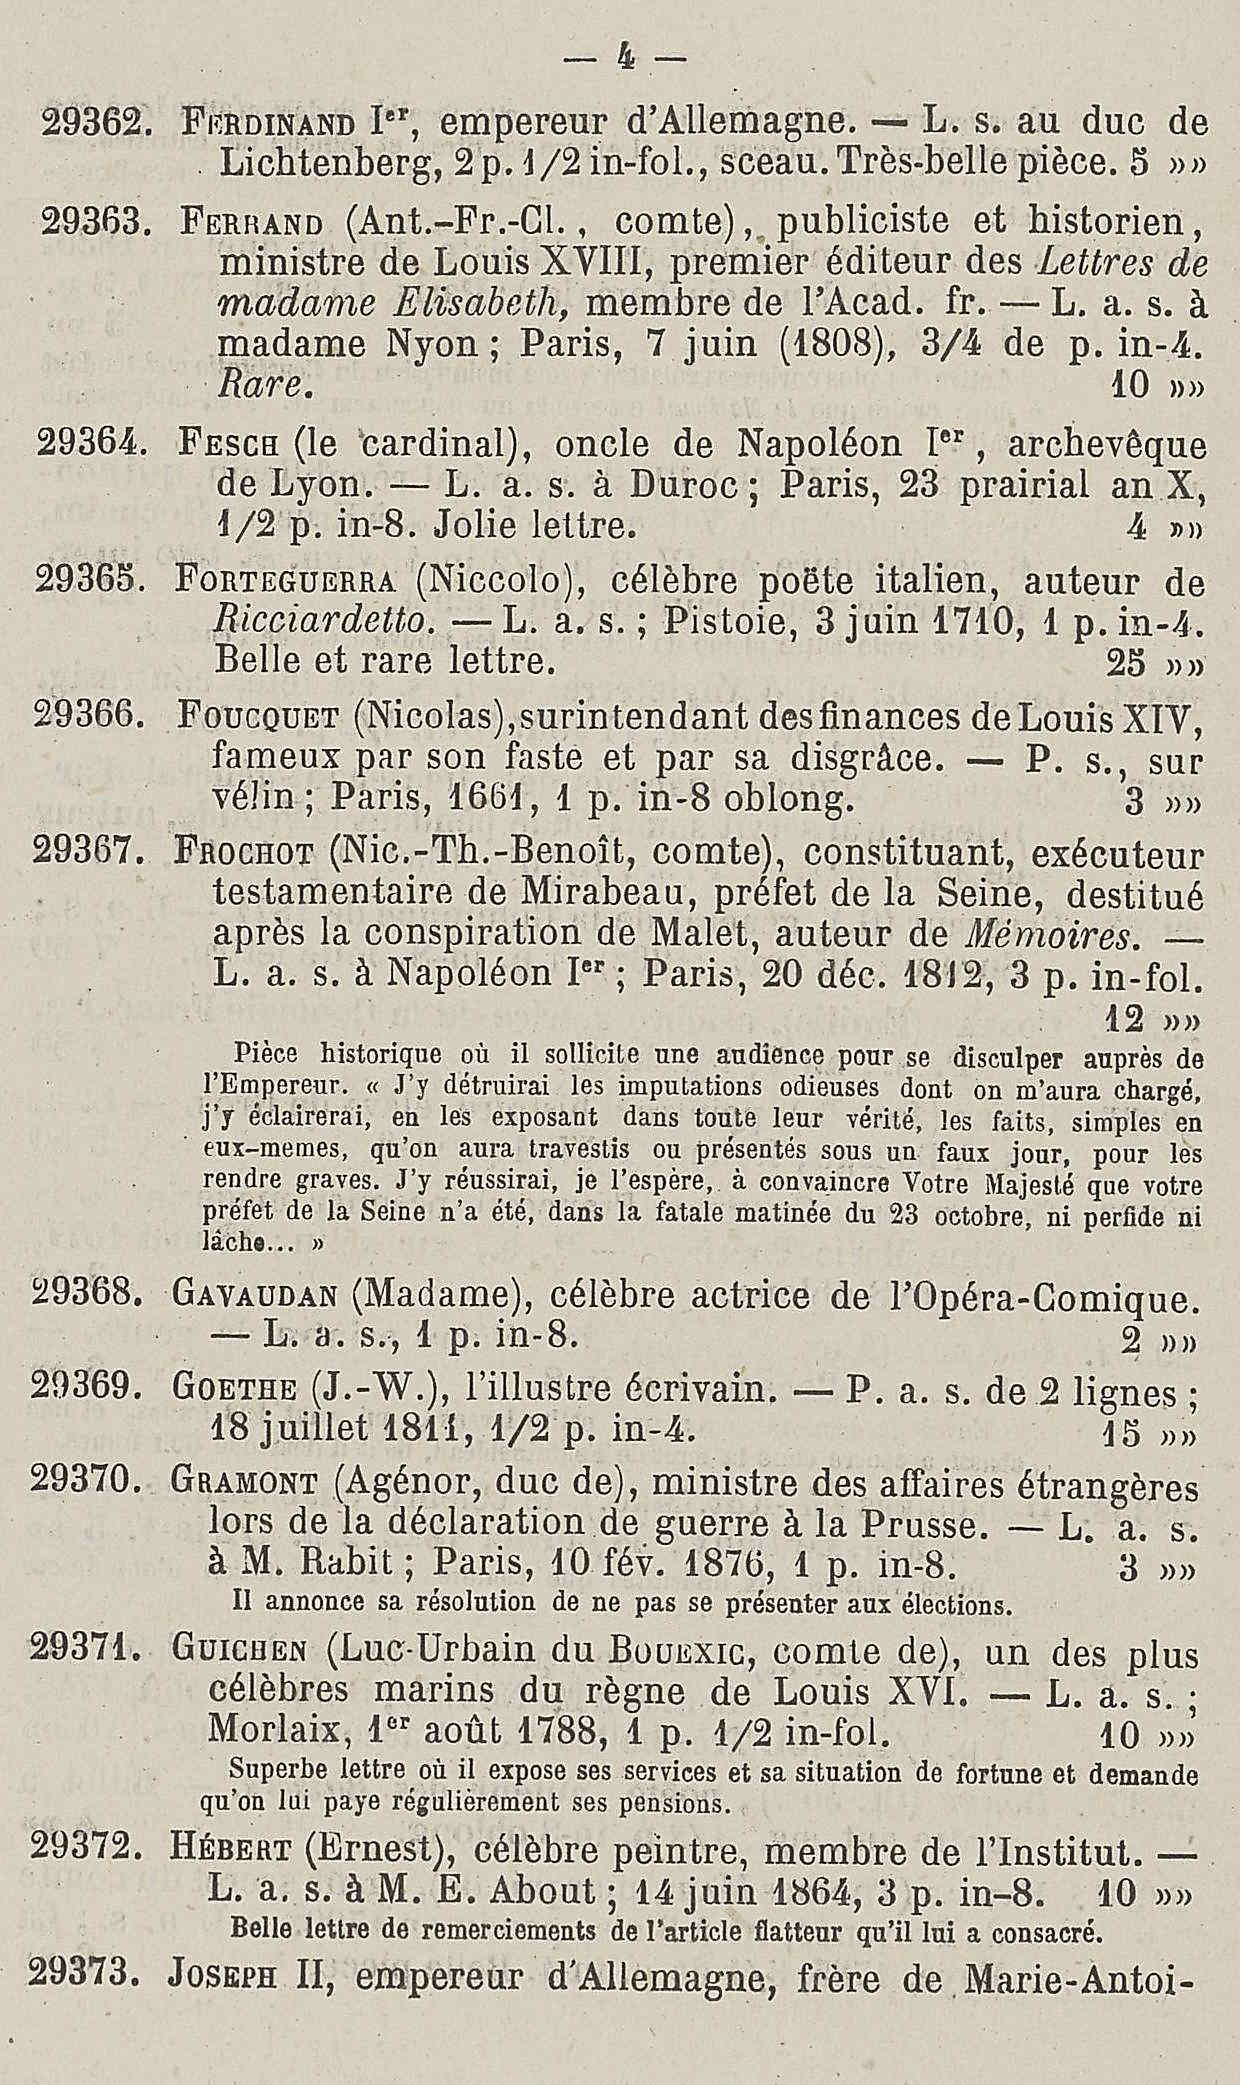 — 4 —
29362. FERDINAND Ier, empereur d'Allemagne. — L. s. au duc de
Lichtenberg, 2 p. 1/2 in-fol., sceau. Très-belle pièce. 5 »»
29363. FERRAND (Ant.-Fr.-Cl., comte), publiciste et historien,
ministre de Louis XVIII, premier éditeur des Lettres de
madame Elisabeth, membre de l'Acad. fr. — L. a. s. à
madame Nyon ; Paris, 7 juin (1808), 3/4 de p. in-4.
Rare. 10 »»
29364. FESCH (le cardinal), oncle de Napoléon Ier, archevêque
de Lyon. — L. a. s. à Duroc ; Paris, 23 prairial an X,
1/2 p. in-8. Jolie lettre. 4 »»
29365. FORTEGUERRA (Niccolo), célèbre poëte italien, auteur de
Ricciardetto. — L. a. s. ; Pistoie, 3 juin 1710, 1 p. in-4.
Belle et rare lettre. 25 »»
29366. FOUCQUET (Nicolas), surintendant des finances de Louis XIV,
fameux par son faste et par sa disgrâce. — P. s., sur
vélin ; Paris, 1661, 1 p. in-8 oblong. 3 »»
29367. FROCHOT (Nic.-Th.-Benoît, comte), constituant, exécuteur
testamentaire de Mirabeau, préfet de la Seine, destitué
après la conspiration de Malet, auteur de Mémoires. —
L. a. s. à Napoléon Ier ; Paris, 20 déc. 1812, 3 p. in-fol.
12 »»
Pièce historique où il sollicite une audience pour se disculper auprès de
l'Empereur. « J'y détruirai les imputations odieuses dont on m'aura chargé,
j'y éclairerai, en les exposant dans toute leur vérité, les faits, simples en
eux-memes, qu'on aura travestis ou présentés sous un faux jour, pour les
rendre graves. J'y réussirai, je l'espère, à convaincre Votre Majesté que votre
préfet de la Seine n'a été, dans la fatale matinée du 23 octobre, ni perfide ni
lâche... »
29368. GAVAUDAN (Madame), célèbre actrice de l'Opéra-Comique.
— L. a. s., 1 p. in-8. 2 »»
29369. GOETHE (J.-W.), l'illustre écrivain. — P. a. s. de 2 lignes ;
18 juillet 1811, 1/2 p. in-4. 15 »»
29370. GRAMONT (Agénor, duc de), ministre des affaires étrangères
lors de la déclaration de guerre à la Prusse. — L. a. s.
à M. Rabit ; Paris, 10 fév. 1876, 1 p. in-8. 3 »»
Il annonce sa résolution de ne pas se présenter aux élections.
29371. GUICHEN (Luc-Urbain du BOUEXIC, comte de), un des plus
célèbres marins du règne de Louis XVI. — L. a. s. ;
Morlaix, 1er août 1788, 1 p. 1/2 in-fol. 10 »»
Superbe lettre où il expose ses services et sa situation de fortune et demande
qu'on lui paye régulièrement ses pensions.
29372. HÉBERT (Ernest), célèbre peintre, membre de l'Institut. —
L. a. s. à M. E. About ; 14 juin 1864, 3 p. in-8. 10 »»
Belle lettre de remerciements de l'article flatteur qu'il lui a consacré.
29373. JOSEPH II, empereur d'Allemagne, frère de Marie-Antoi-